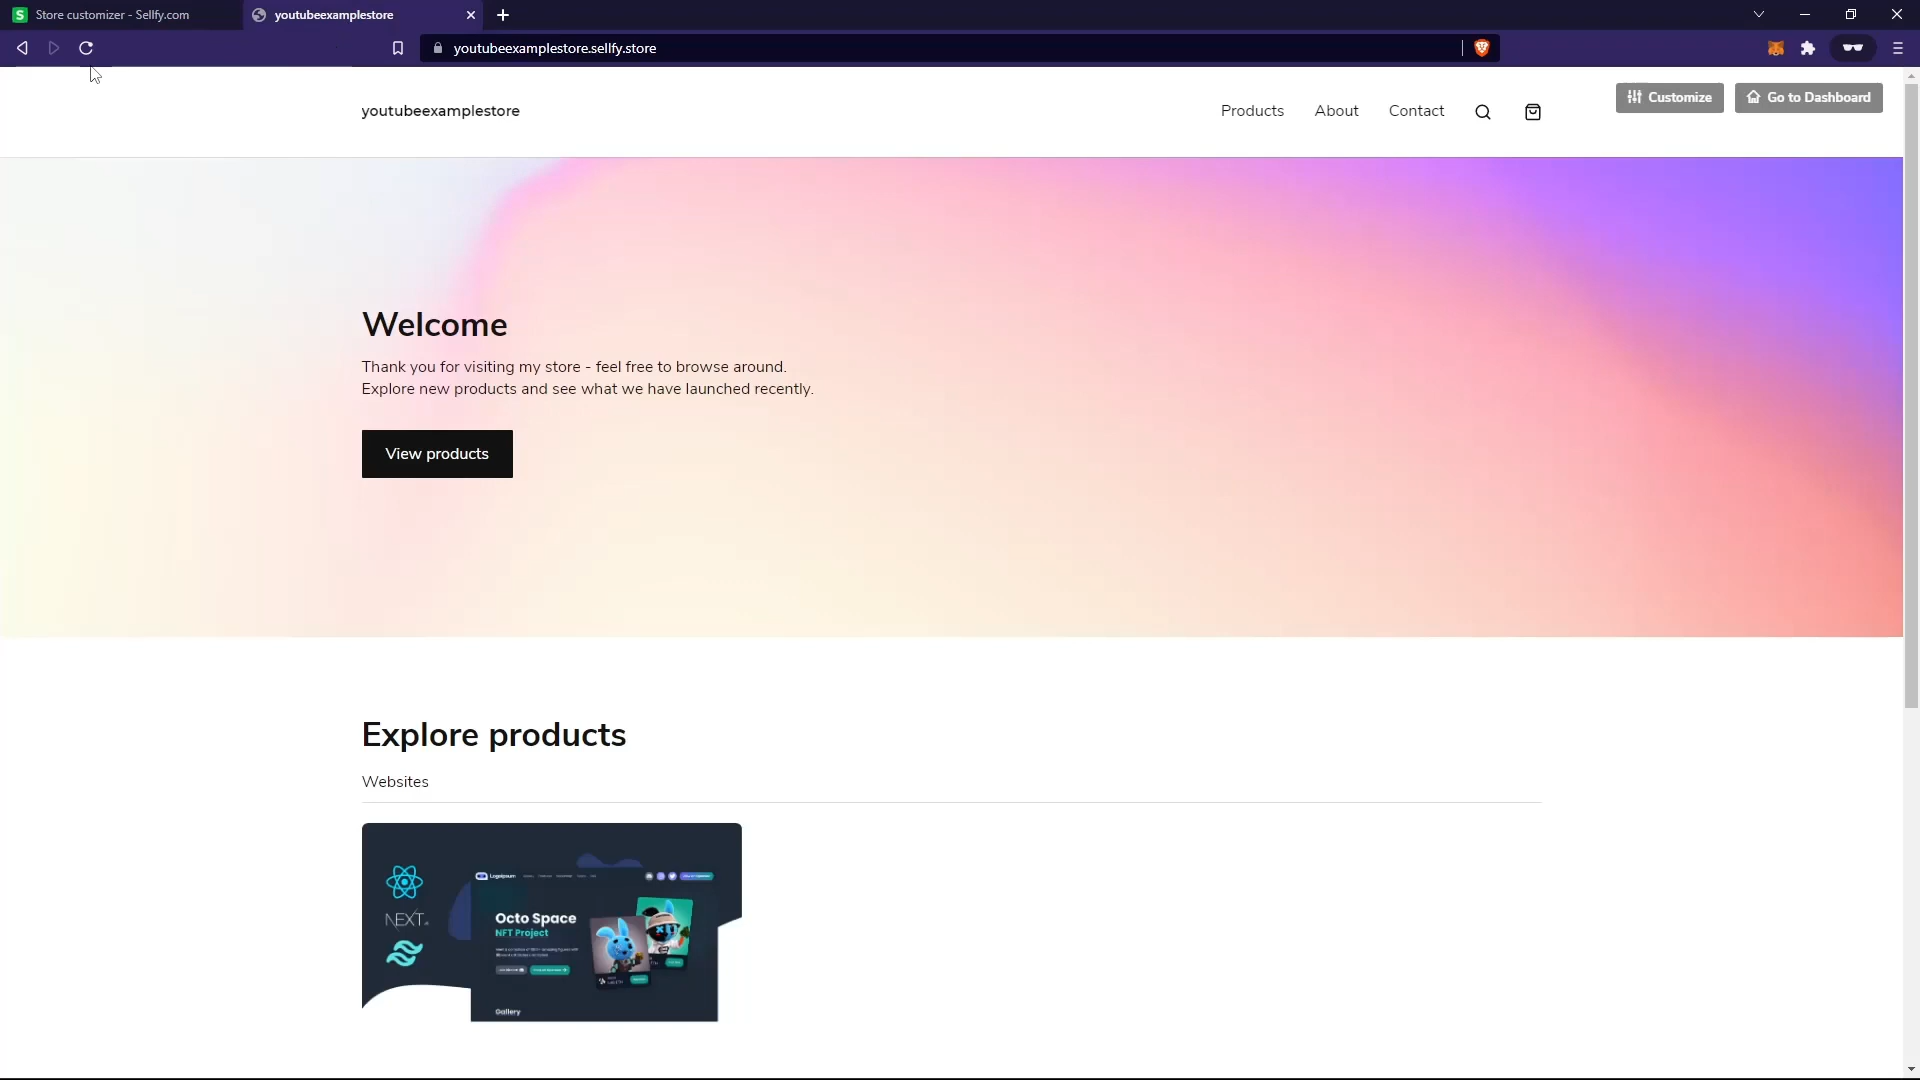 S Store customizer - Sellfy.com
youtubeexamplestore
youtubeexamplestore.sellfy.store
youtubeexamplestore
Products
About
Contact
Customize
Go to Dashboard
Welcome
Thank you for visiting my store - feel free to browse around.
Explore new products and see what we have launched recently.
View products
Explore products
Websites
Logoipsum
NEXT
Octo Space
NFT Project
Gallery